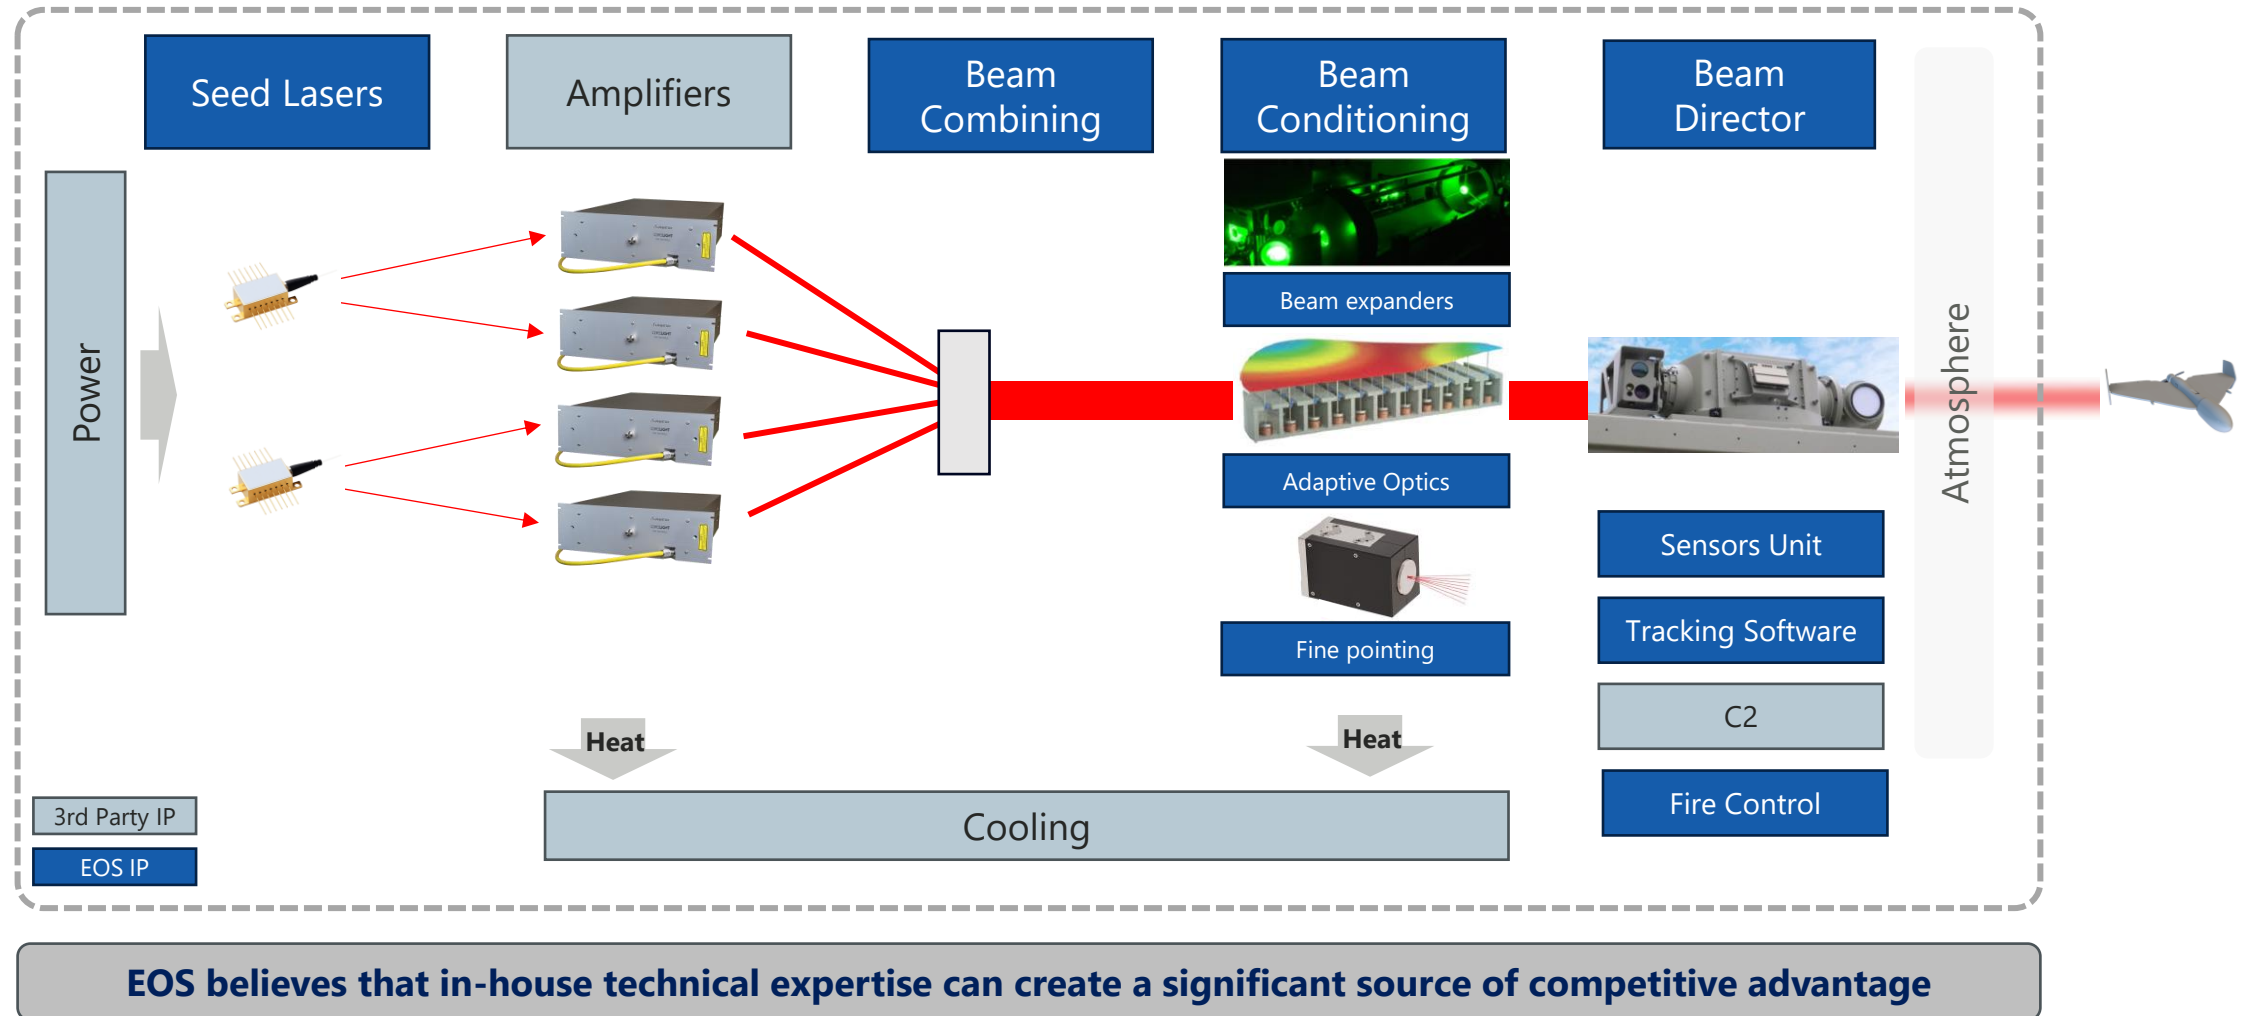 Seed Lasers
Amplifiers
Beam
Combining
Beam
Conditioning
Beam
Director
Power
Beam expanders
Adaptive Optics
Fine pointing
Atmosphere
Sensors Unit
Tracking Software
C2
Fire Control
Heat
Heat
Cooling
3rd Party IP
EOS IP
EOS believes that in-house technical expertise can create a significant source of competitive advantage